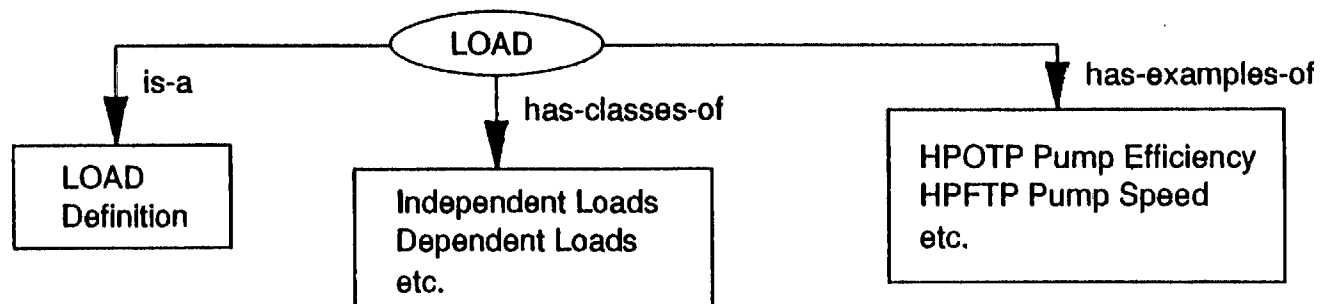 LOAD
is-a
has-classes-of
has-examples-of
LOAD
Definition
Independent Loads
Dependent Loads
etc.
HPOTP Pump Efficiency
HPFTP Pump Speed
etc.